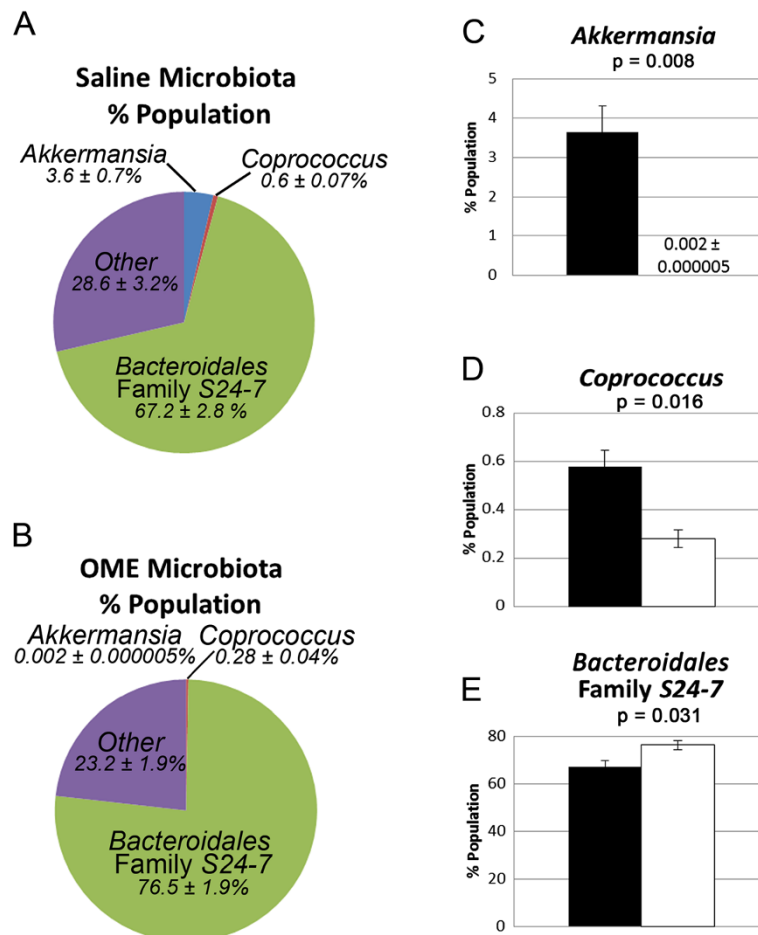 A
Saline Microbiota
% Population
Akkermansia
3.6 ± 0.7%
Coprococcus
0.6 ± 0.07%
Other
28.6 ± 3.2%
Bacteroidales
Family S24-7
67.2 ± 2.8 %
B
OME Microbiota
% Population
Akkermansia
0.002 ± 0.000005%
Coprococcus
0.28 ± 0.04%
Other
23.2 ± 1.9%
Bacteroidales
Family S24-7
76.5 ± 1.9%
C
Akkermansia
p = 0.008
% Population
5
4
3
2
1
0
0.002 ±
0.000005
D
Coprococcus
p = 0.016
% Population
0.8
0.6
0.4
0.2
0
E
Bacteroidales
Family S24-7
p = 0.031
% Population
80
60
40
20
0